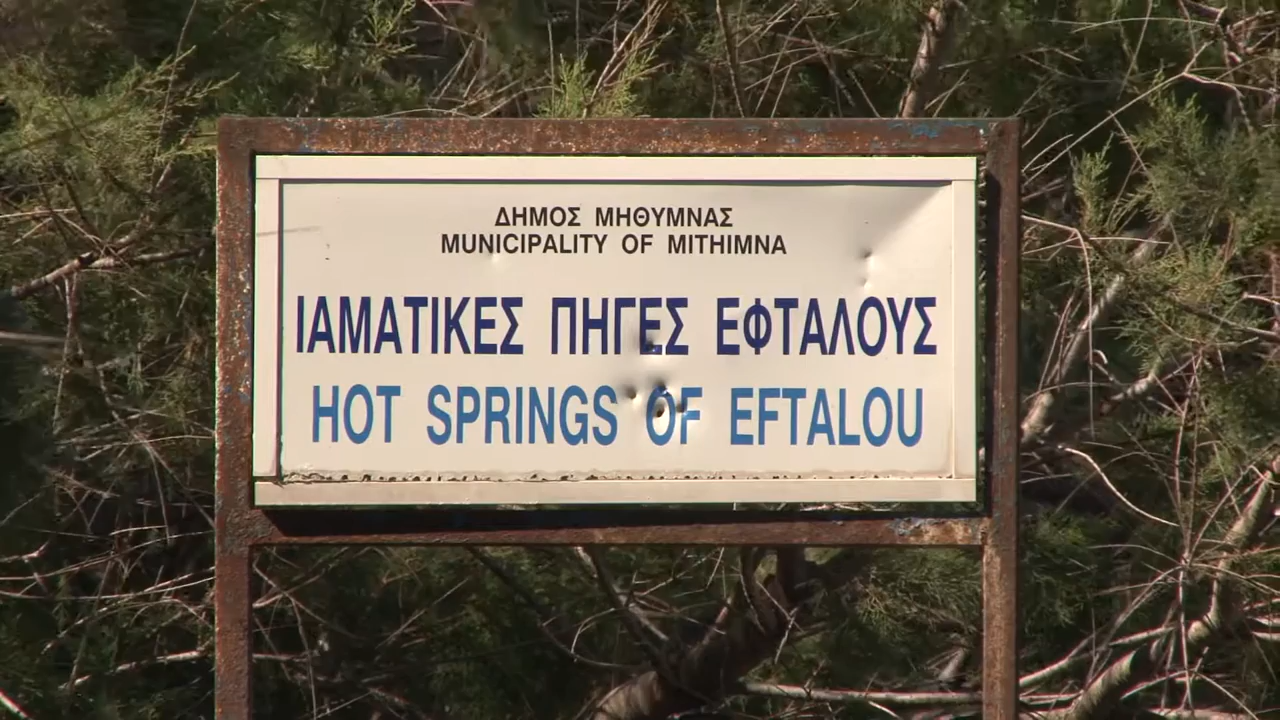 ΔΗΜΟΣ ΜΗΘΥΜΝΑΣ
MUNICIPALITY OF MITHIMNA
ΙΑΜΑΤΙΚΕΣ ΠΗΓΕΣ ΕΦΤΑΛΟΥΣ
HOT SPRINGS OF EFTALOU